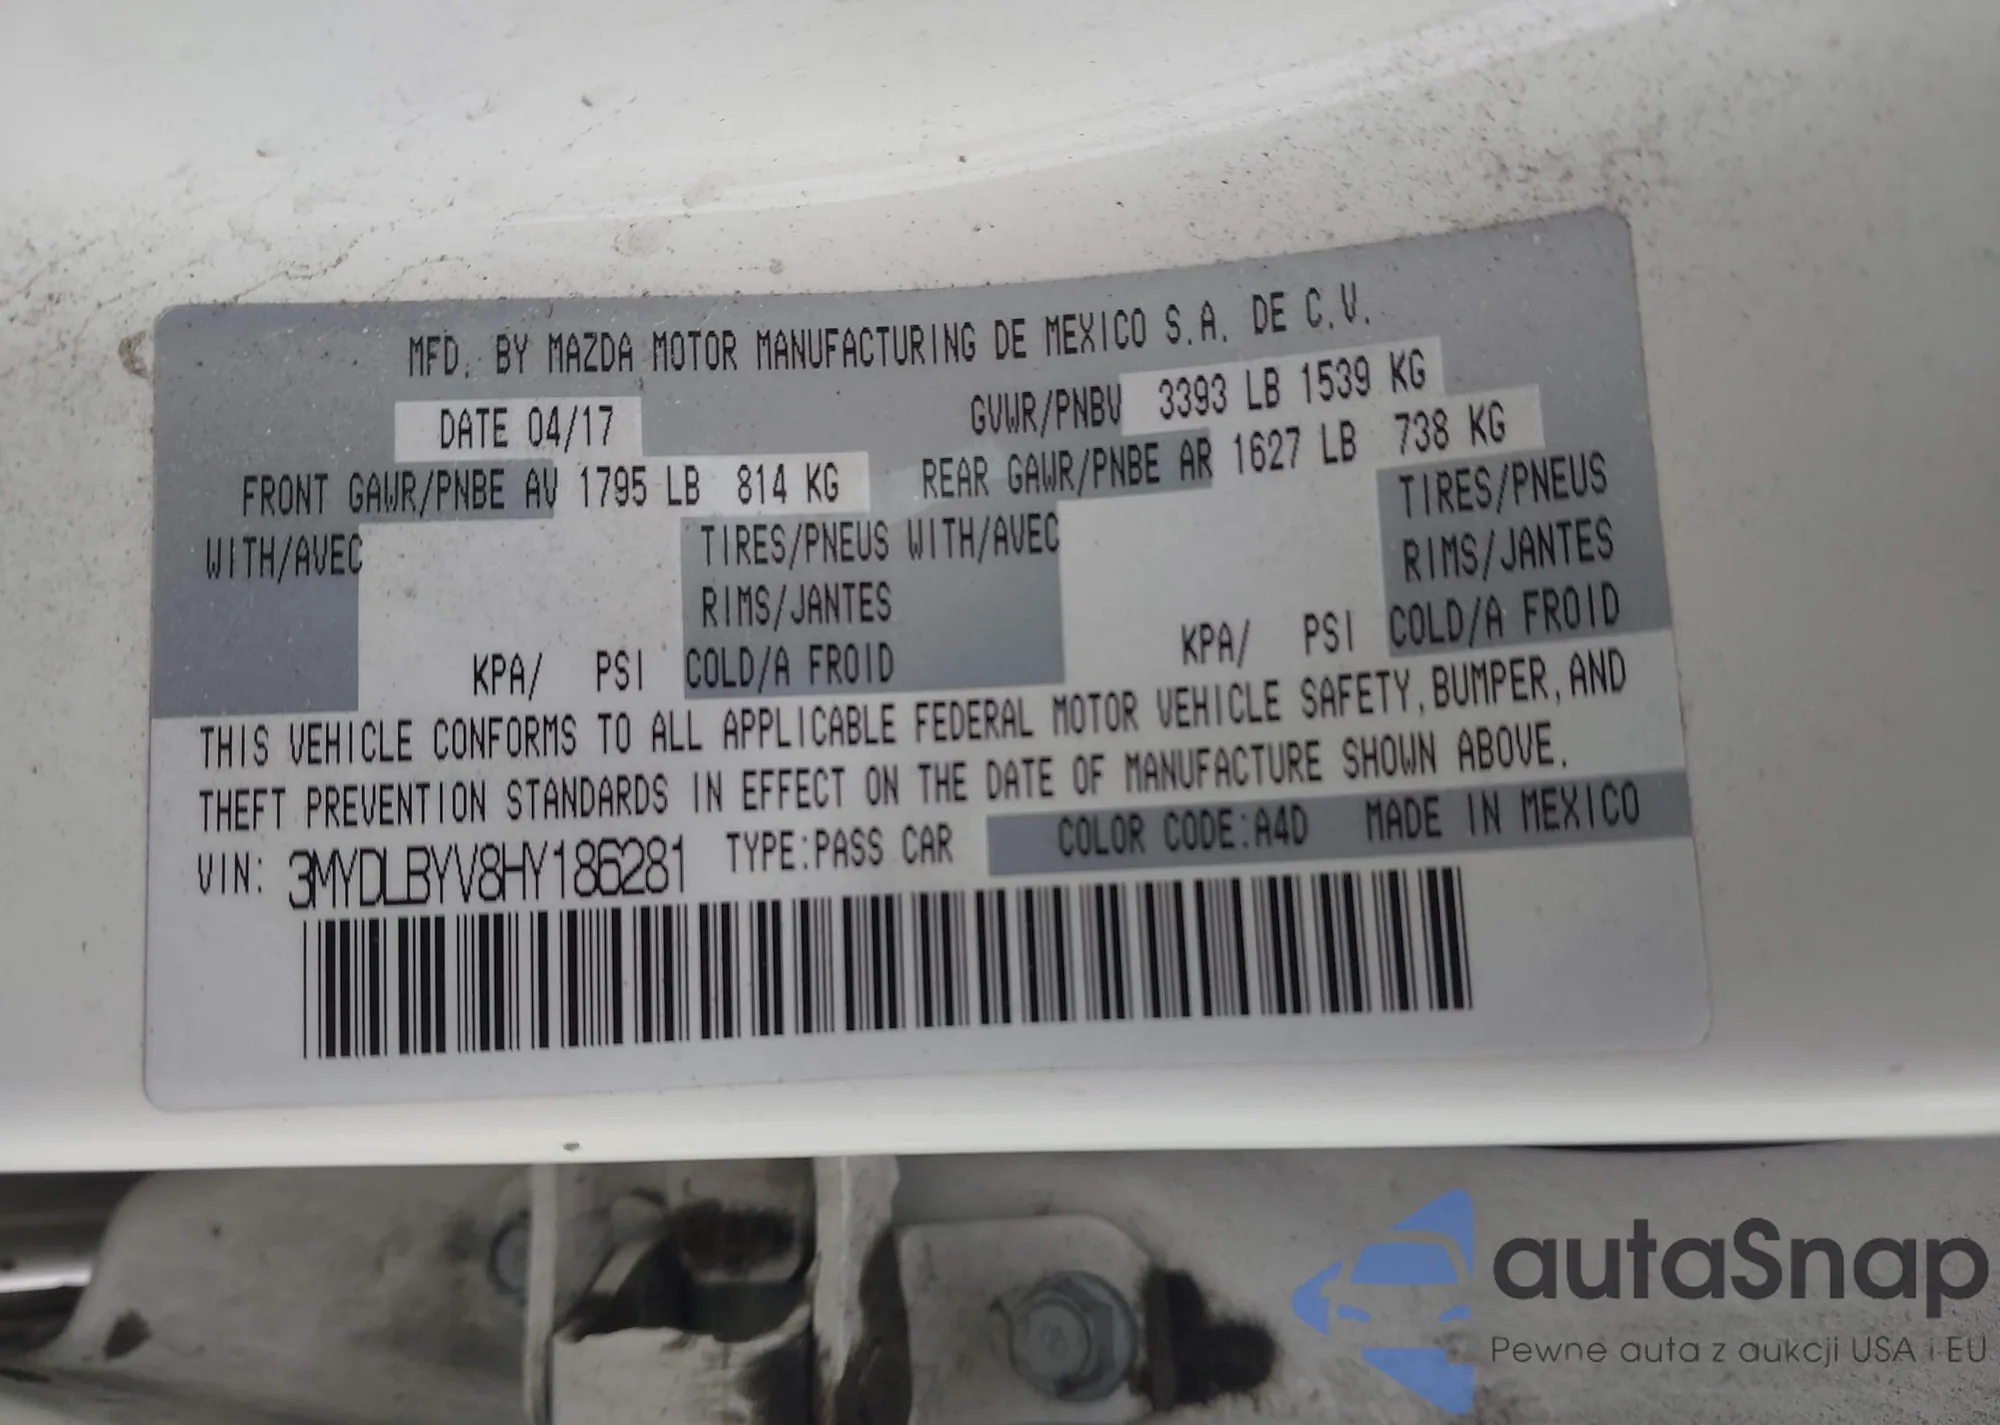 MFD. BY MAZDA MOTOR MANUFACTURING DE MEXICO S.A. DE C.V.
DATE 04/17 GVWR/PNBV 3393 LB 1539 KG
FRONT GAWR/PNBE AV 1795 LB 814 KG REAR GAWR/PNBE AR 1627 LB 738 KG
WITH/AVEC TIRES/PNEUS WITH/AVEC TIRES/PNEUS
RIMS/JANTES RIMS/JANTES
KPA/ PSI COLD/A FROID KPA/ PSI COLD/A FROID
THIS VEHICLE CONFORMS TO ALL APPLICABLE FEDERAL MOTOR VEHICLE SAFETY, BUMPER, AND
THEFT PREVENTION STANDARDS IN EFFECT ON THE DATE OF MANUFACTURE SHOWN ABOVE.
VIN: 3MYDLBYV8HY186281 TYPE:PASS CAR COLOR CODE:A4D MADE IN MEXICO
autaSnap
Pewne auta z aukcji USA i EU